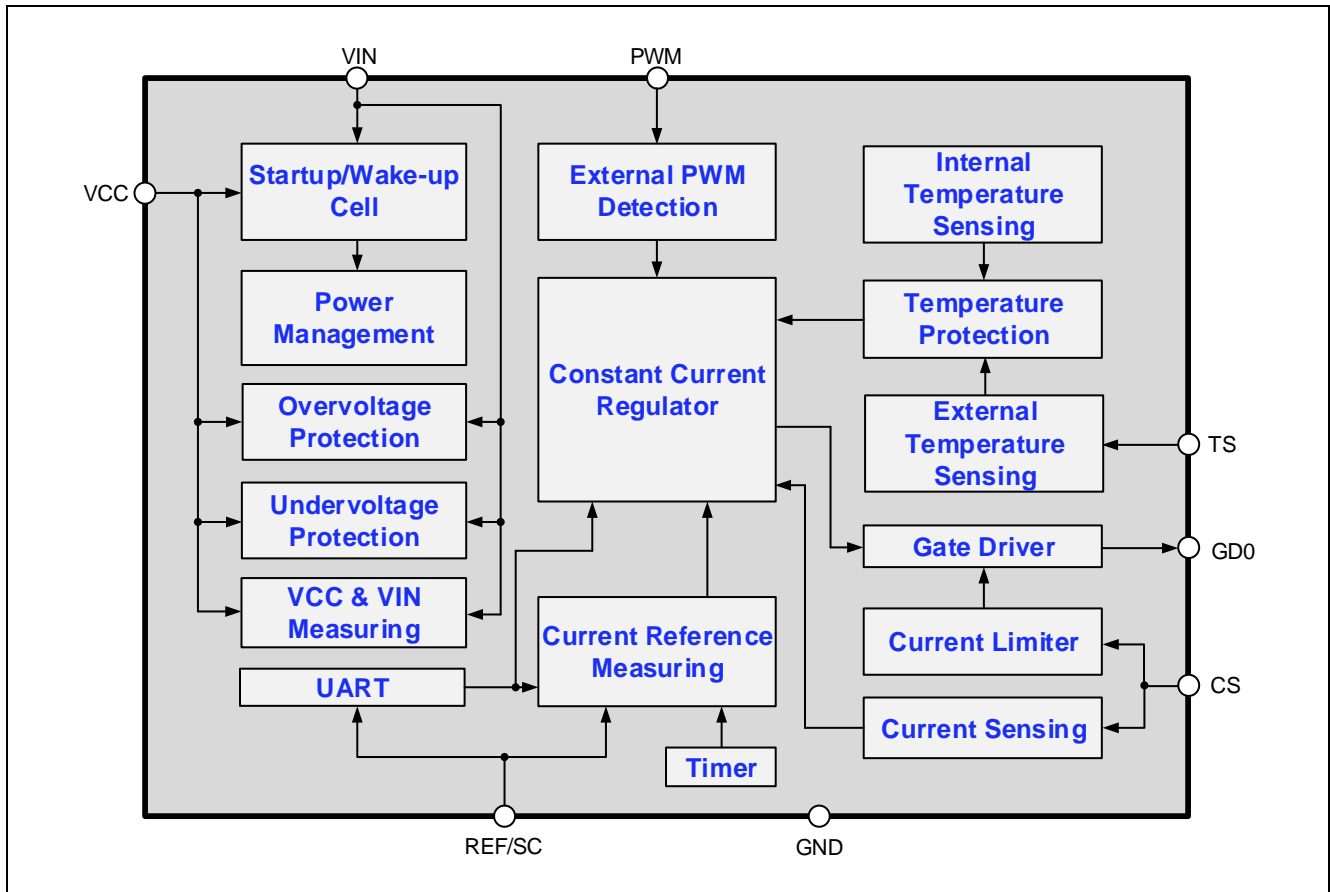 VIN
PWM
VCC
Startup/Wake-up
Cell
External PWM
Detection
Internal
Temperature
Sensing
Power
Management
Temperature
Protection
Constant Current
Regulator
Overvoltage
Protection
External
Temperature
Sensing
TS
Undervoltage
Protection
Gate Driver
GD0
VCC & VIN
Measuring
Current Reference
Measuring
Current Limiter
UART
CS
Current Sensing
Timer
REF/SC
GND